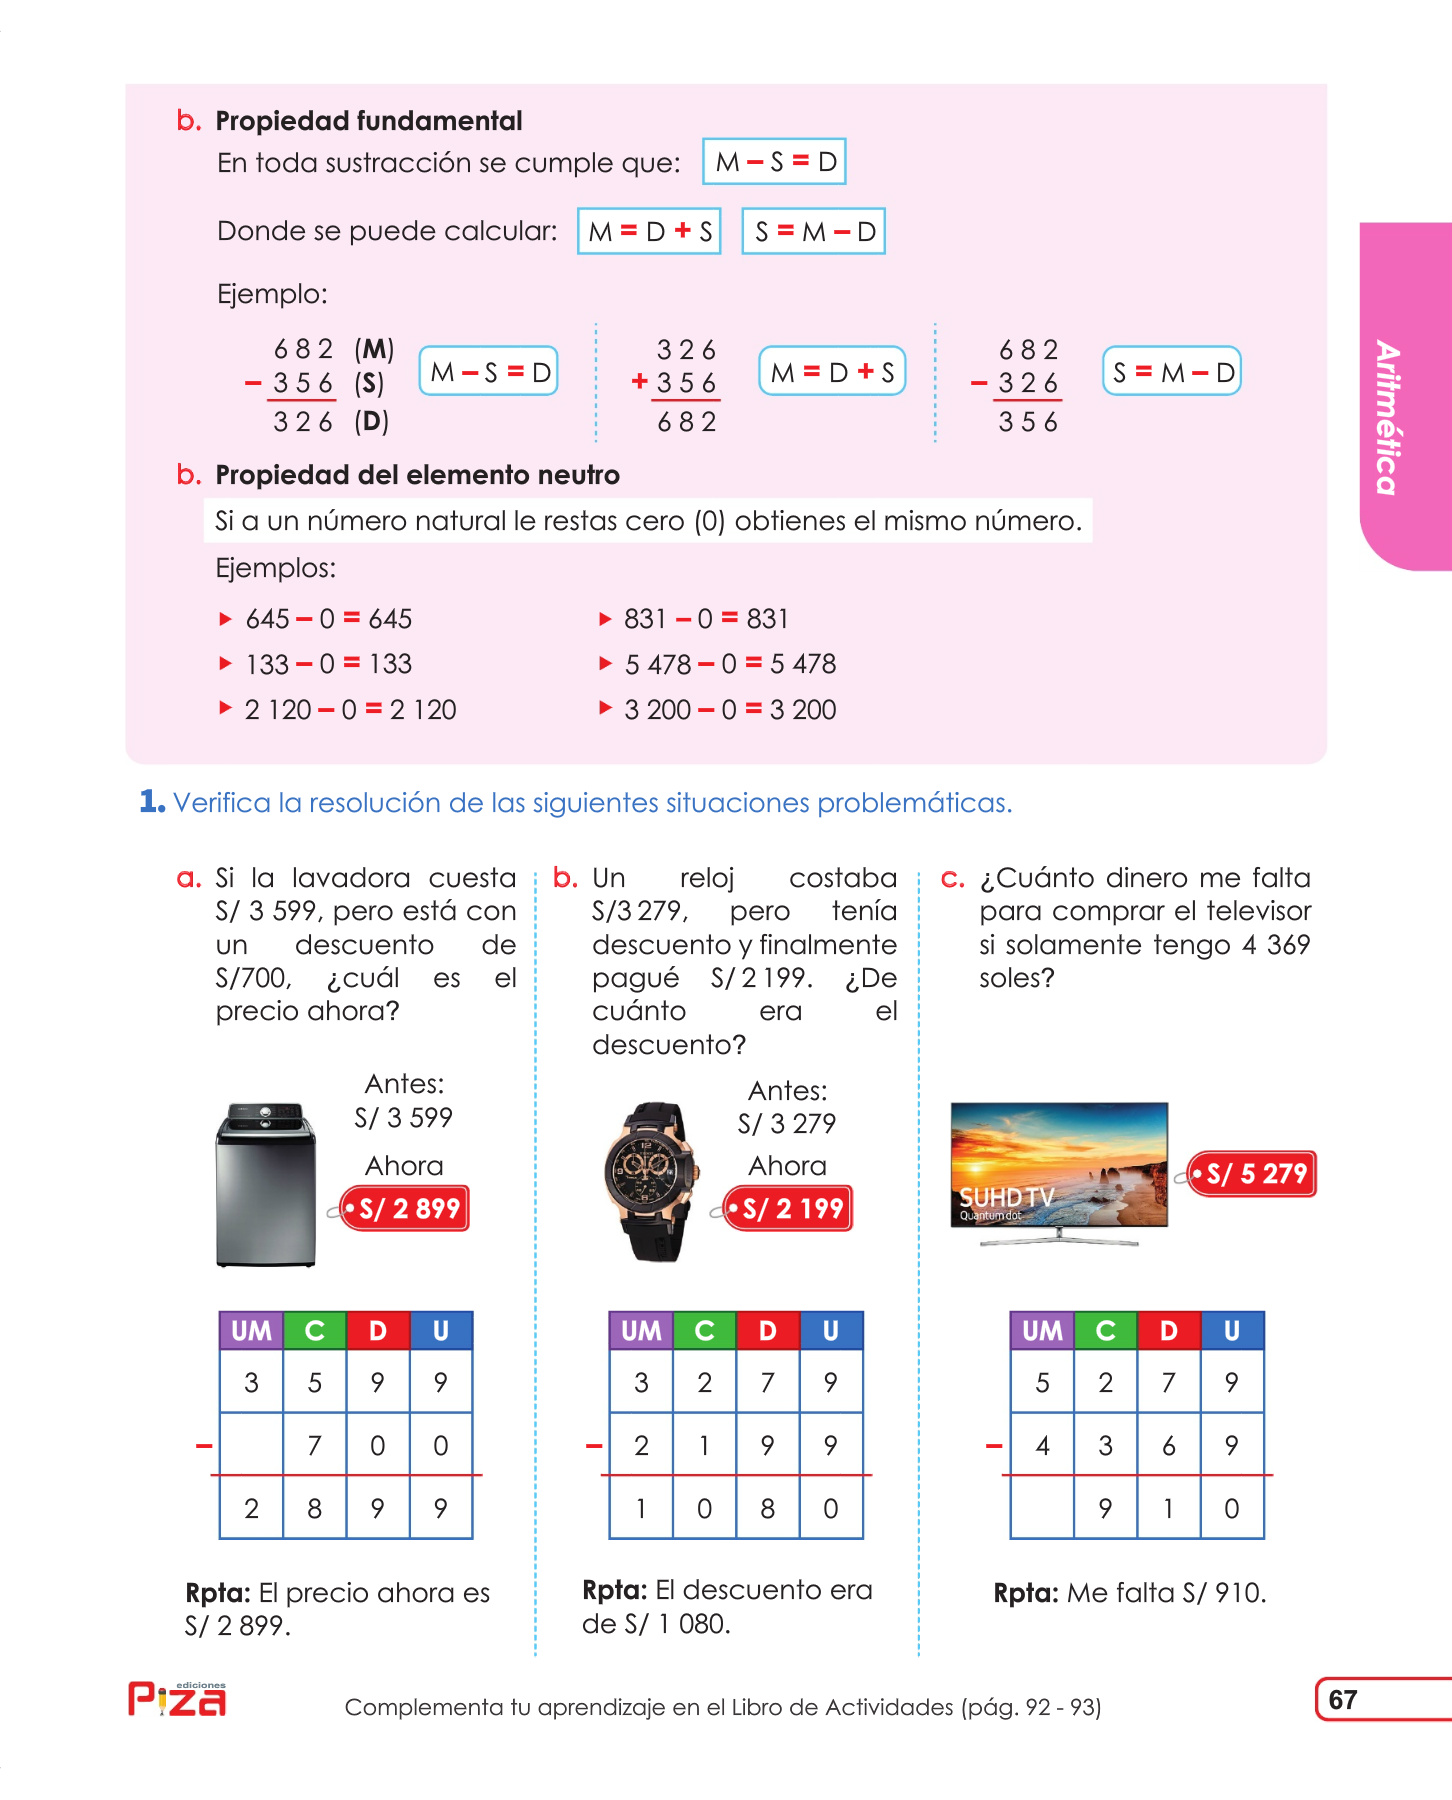 b. Propiedad fundamental
En toda sustracción se cumple que: M – S = D
Donde se puede calcular: M = D + S S = M – D
Ejemplo:
6 8 2 (M)
– 3 5 6 (S)
3 2 6 (D)
M – S = D
3 2 6
+ 3 5 6
6 8 2
M = D + S
6 8 2
– 3 2 6
3 5 6
S = M – D
b. Propiedad del elemento neutro
Si a un número natural le restas cero (0) obtienes el mismo número.
Ejemplos:
645 – 0 = 645
831 – 0 = 831
133 – 0 = 133
5 478 – 0 = 5 478
2 120 – 0 = 2 120
3 200 – 0 = 3 200
Aritmética
1. Verifica la resolución de las siguientes situaciones problemáticas.
a. Si la lavadora cuesta
S/ 3 599, pero está con
un descuento de
S/700, ¿cuál es el
precio ahora?
Antes:
S/ 3 599
Ahora
S/ 2 899
UM C D U
3 5 9 9
– 7 0 0
2 8 9 9
Rpta: El precio ahora es
S/ 2 899.
b. Un reloj costaba
S/3 279, pero tenía
descuento y finalmente
pagué S/ 2 199. ¿De
cuánto era el
descuento?
Antes:
S/ 3 279
Ahora
S/ 2 199
UM C D U
3 2 7 9
– 2 1 9 9
1 0 8 0
Rpta: El descuento era
de S/ 1 080.
c. ¿Cuánto dinero me falta
para comprar el televisor
si solamente tengo 4 369
soles?
SUHD TV
Quantum dot
S/ 5 279
UM C D U
5 2 7 9
– 4 3 6 9
9 1 0
Rpta: Me falta S/ 910.
ediciones
Piza
Complementa tu aprendizaje en el Libro de Actividades (pág. 92 - 93)
67